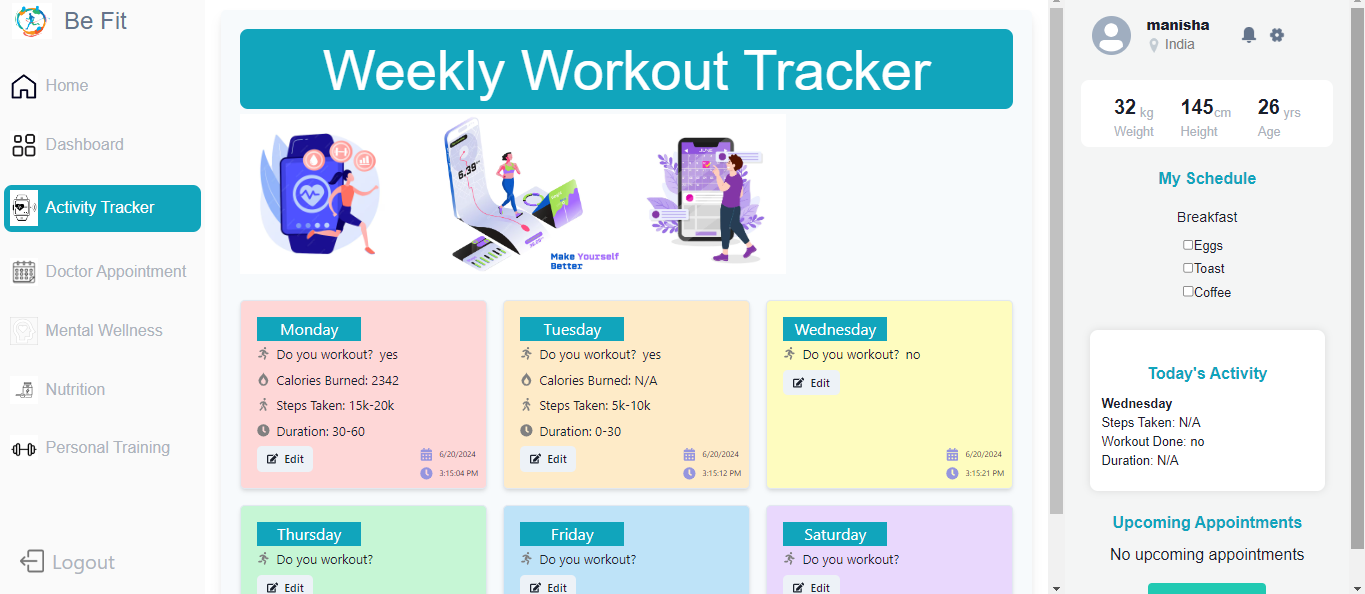 Be Fit
Home
Dashboard
Activity Tracker
Doctor Appointment
Mental Wellness
Nutrition
Personal Training
Logout
Weekly Workout Tracker
6.39
JUNE
Make Yourself
Better
Monday
Do you workout? yes
Calories Burned: 2342
Steps Taken: 15k-20k
Duration: 30-60
Edit
6/20/2024
3:15:04 PM
Tuesday
Do you workout? yes
Calories Burned: N/A
Steps Taken: 5k-10k
Duration: 0-30
Edit
6/20/2024
3:15:12 PM
Wednesday
Do you workout? no
Edit
6/20/2024
3:15:21 PM
Thursday
Do you workout?
Edit
Friday
Do you workout?
Edit
Saturday
Do you workout?
Edit
manisha
India
32 kg
Weight
145cm
Height
26 yrs
Age
My Schedule
Breakfast
Eggs
Toast
Coffee
Today's Activity
Wednesday
Steps Taken: N/A
Workout Done: no
Duration: N/A
Upcoming Appointments
No upcoming appointments